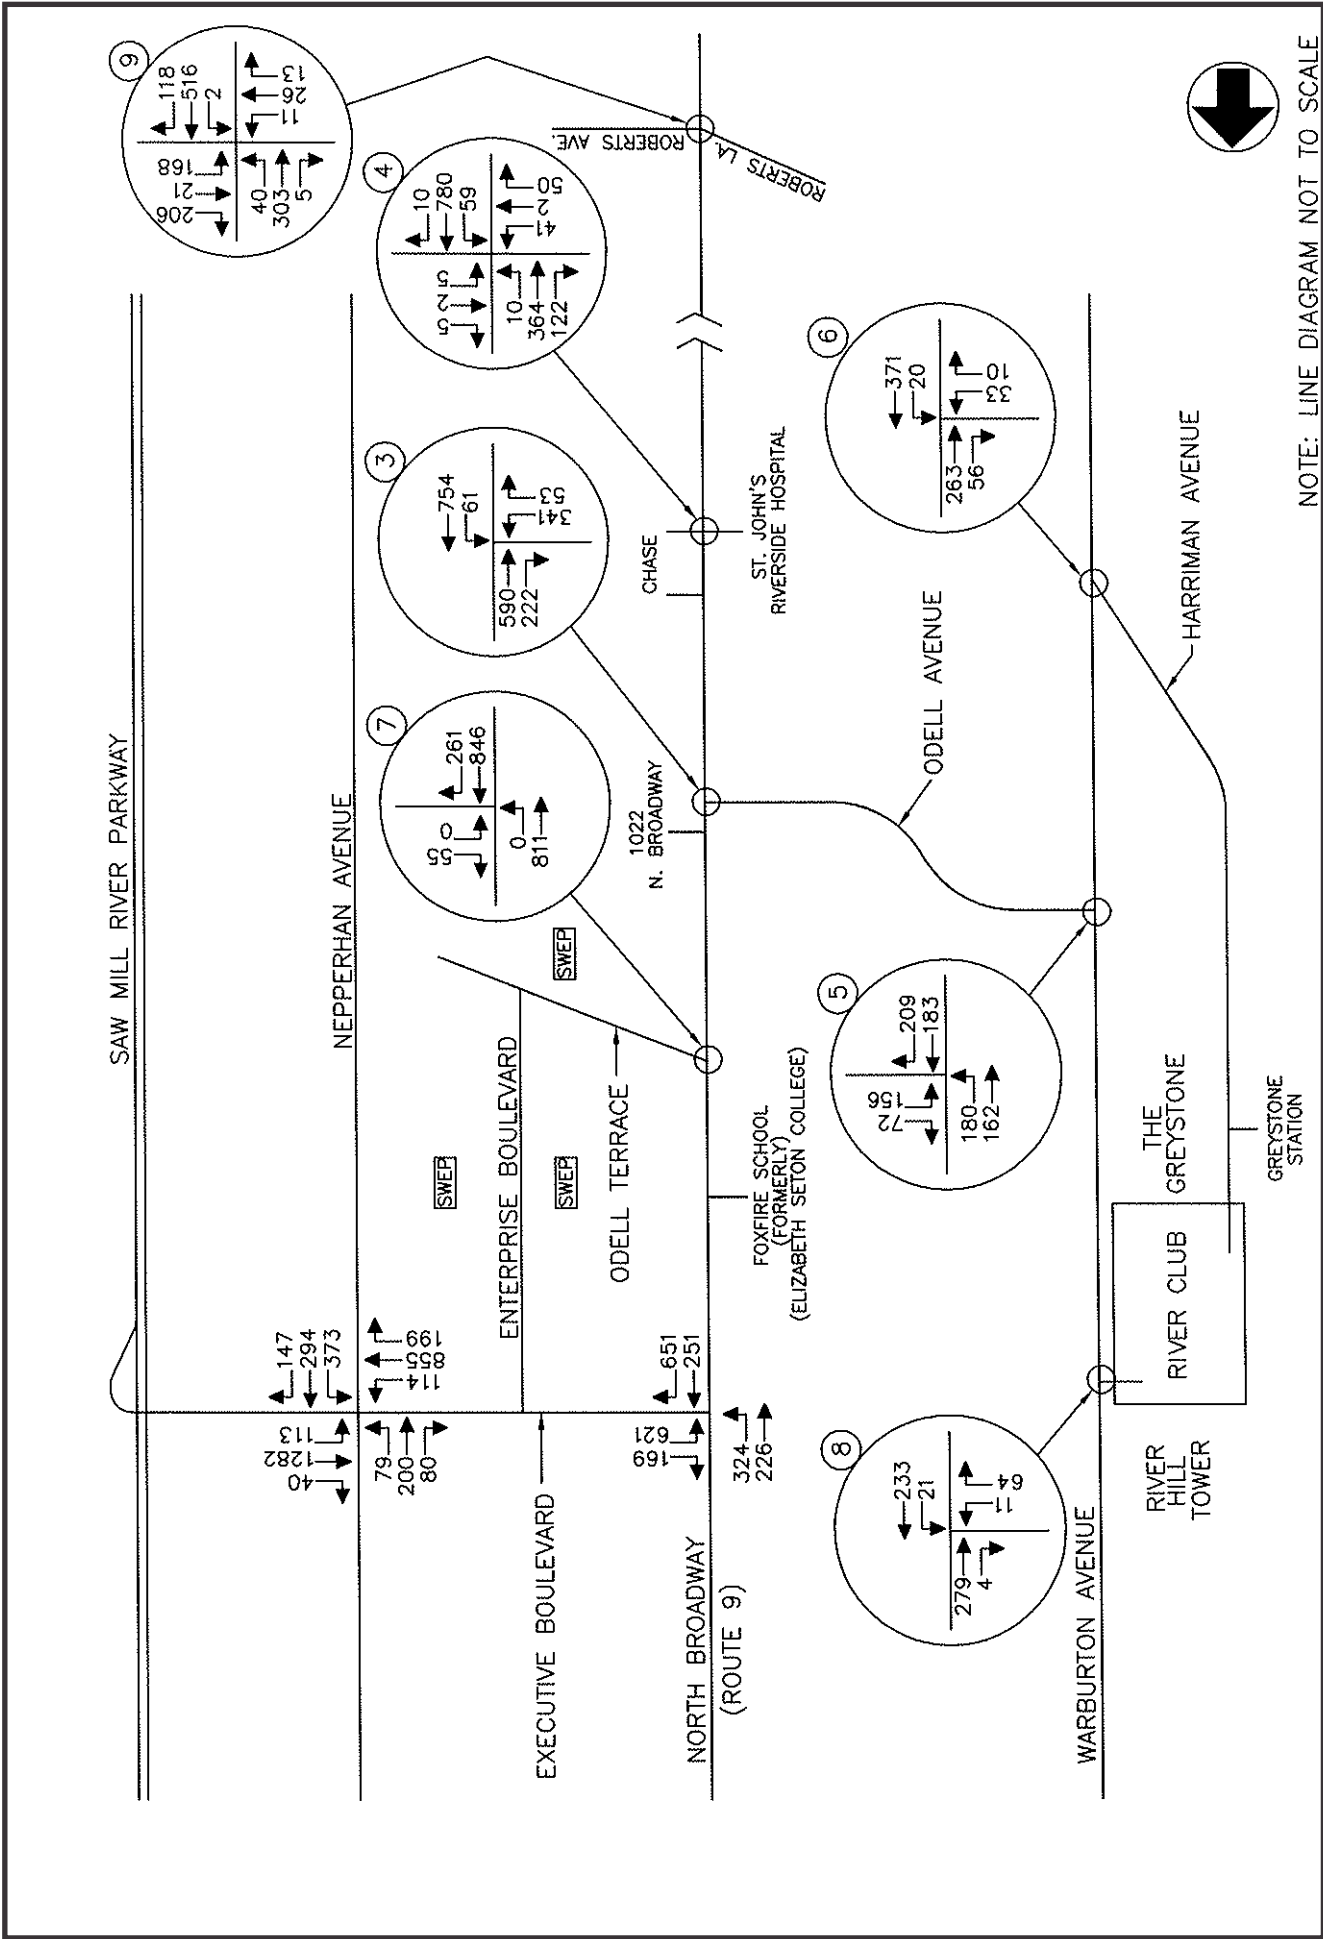 SAW MILL RIVER PARKWAY
NEPPERHAN AVENUE
EXECUTIVE BOULEVARD
ENTERPRISE BOULEVARD
ODELL TERRACE
SWEP
SWEP
SWEP
147
294
373
113
1282
40
79
200
80
199
855
114
651
251
621
169
324
226
NORTH BROADWAY
(ROUTE 9)
FOXFIRE SCHOOL
(FORMERLY)
(ELIZABETH SETON COLLEGE)
1022
N. BROADWAY
CHASE
ST. JOHN'S
RIVERSIDE HOSPITAL
ROBERTS AVE.
ROBERTS LA.
7
261
846
0
55
0
811
3
754
61
590
222
53
341
4
10
780
59
5
2
5
10
364
122
50
2
41
9
118
516
2
168
21
206
40
303
5
13
26
11
ODELL AVENUE
WARBURTON AVENUE
HARRIMAN AVENUE
8
233
21
279
4
64
11
5
209
183
156
72
180
162
6
371
20
263
56
10
33
RIVER
HILL
TOWER
RIVER CLUB
THE
GREYSTONE
GREYSTONE
STATION
NOTE: LINE DIAGRAM NOT TO SCALE